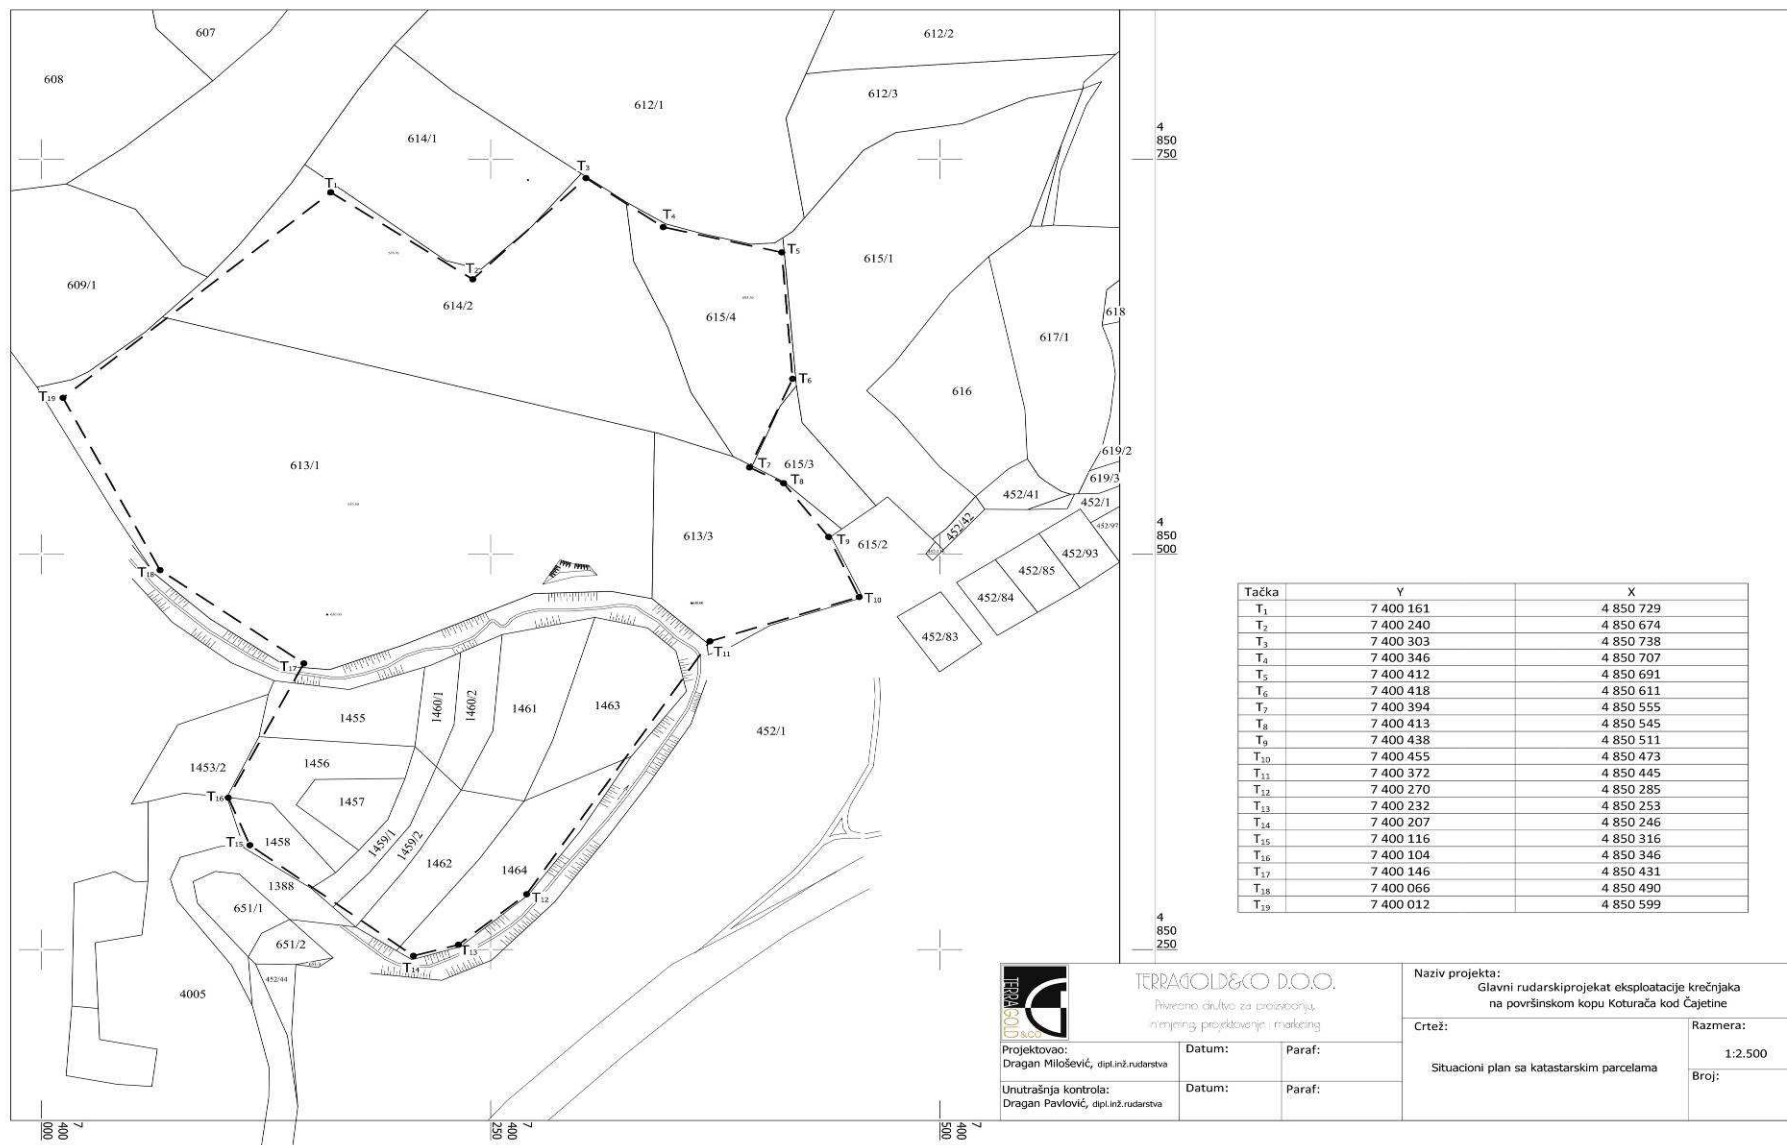 607
612/2
608
612/3
612/1
614/1
4
850
750
T1
T3
T4
T5
T2
609/1
614/2
615/4
615/1
618
617/1
T6
616
T19
613/1
T7
615/3
T8
619/2
619/3
452/41
452/1
452/42
452/97
4
850
500
613/3
T9
615/2
452/93
452/85
452/84
T18
T10
452/83
T11
T17
1455
1460/1
1460/2
1461
1463
452/1
1453/2
1456
1457
T16
T15
1458
1459/1
1459/2
1462
1464
1388
T12
651/1
651/2
T13
T14
452/44
4005
4
850
250
Tačka Y X
T1 7 400 161 4 850 729
T2 7 400 240 4 850 674
T3 7 400 303 4 850 738
T4 7 400 346 4 850 707
T5 7 400 412 4 850 691
T6 7 400 418 4 850 611
T7 7 400 394 4 850 555
T8 7 400 413 4 850 545
T9 7 400 438 4 850 511
T10 7 400 455 4 850 473
T11 7 400 372 4 850 445
T12 7 400 270 4 850 285
T13 7 400 232 4 850 253
T14 7 400 207 4 850 246
T15 7 400 116 4 850 316
T16 7 400 104 4 850 346
T17 7 400 146 4 850 431
T18 7 400 066 4 850 490
T19 7 400 012 4 850 599
TERRA GOLD &CO
TERRAGOLD&CO D.O.O.
Privredno društvo za proizvodnju,
inženjering, projektovanje i marketing
Naziv projekta:
Glavni rudarskiprojekat eksploatacije krečnjaka
na površinskom kopu Koturača kod Čajetine
Crtež:
Situacioni plan sa katastarskim parcelama
Razmera:
1:2.500
Broj:
Projektovao:
Dragan Milošević, dipl.inž.rudarstva
Datum:
Paraf:
Unutrašnja kontrola:
Dragan Pavlović, dipl.inž.rudarstva
Datum:
Paraf:
7
400
000
7
400
250
7
400
500